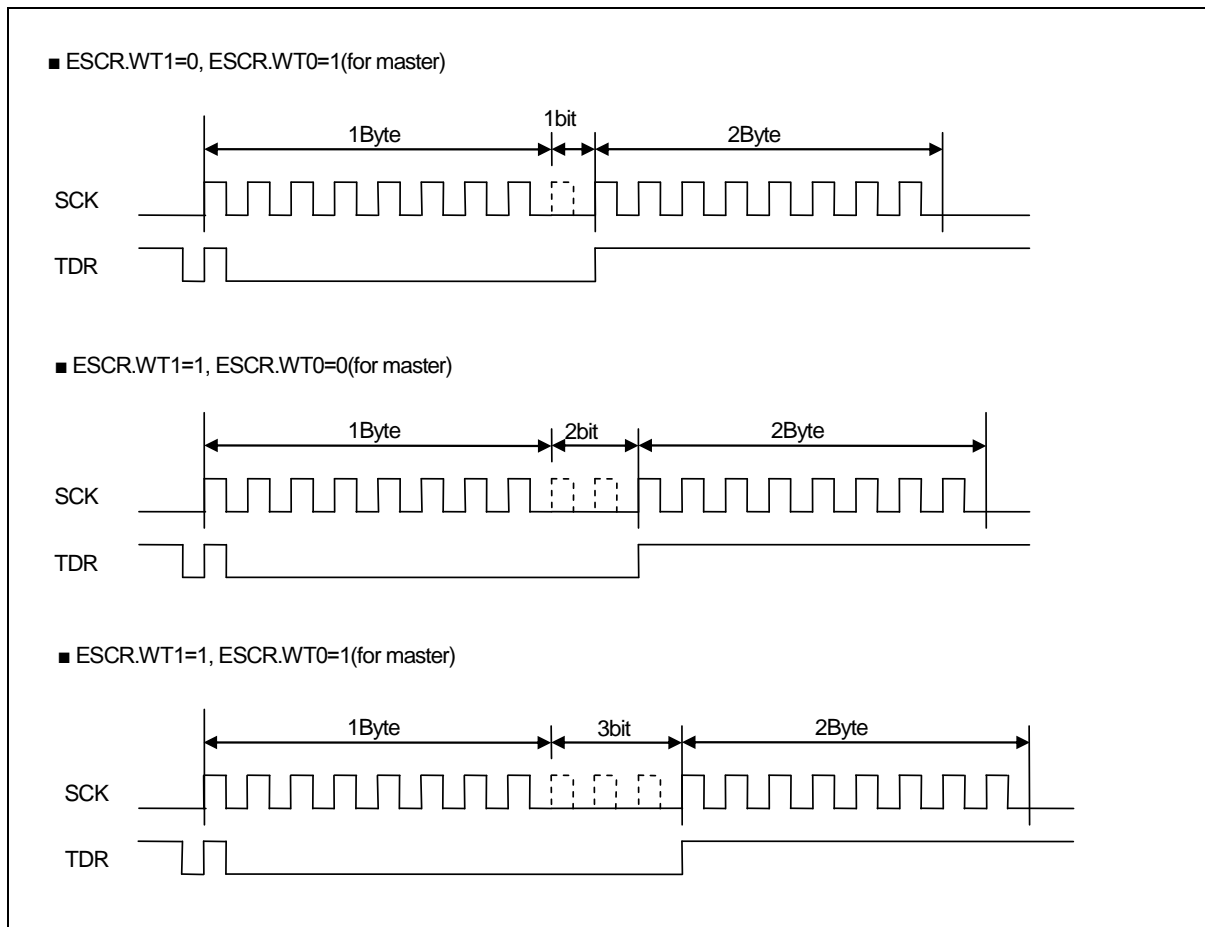 ■ ESCR.WT1=0, ESCR.WT0=1(for master)
1Byte 1bit 2Byte
SCK
TDR
■ ESCR.WT1=1, ESCR.WT0=0(for master)
1Byte 2bit 2Byte
SCK
TDR
■ ESCR.WT1=1, ESCR.WT0=1(for master)
1Byte 3bit 2Byte
SCK
TDR